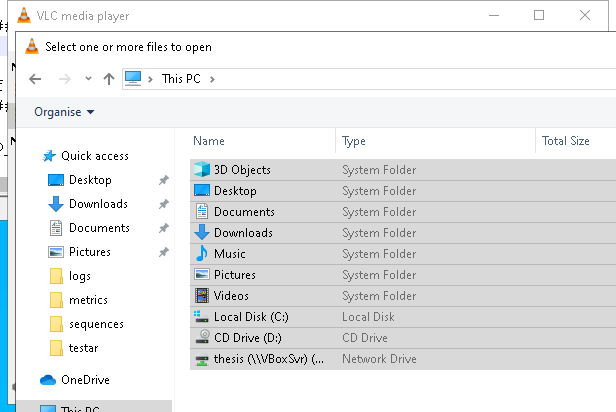 VLC media player
Select one or more files to open
This PC
Organise
Name Type Total Size
Quick access
Desktop
Downloads
Documents
Pictures
logs
metrics
sequences
testar
OneDrive
This PC
3D Objects System Folder
Desktop System Folder
Documents System Folder
Downloads System Folder
Music System Folder
Pictures System Folder
Videos System Folder
Local Disk (C:) Local Disk
CD Drive (D:) CD Drive
thesis (\\VBoxSvr) (... Network Drive